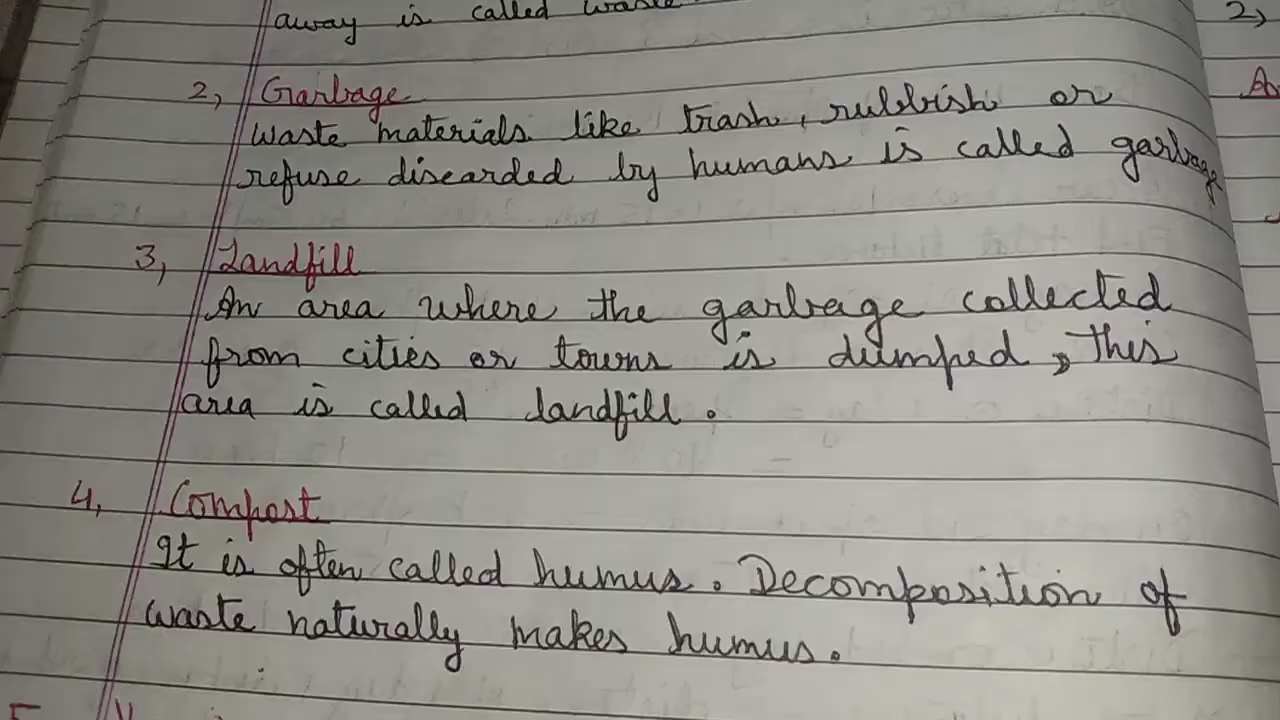 away is called waste
2, Garbage
waste materials like trash, rubbish or
refuse discarded by humans is called garbage
3, Landfill
An area where the garbage collected
from cities or towns is dumped, this
area is called landfill.
4, Compost
It is often called humus. Decomposition of
waste naturally makes humus.
5
2,